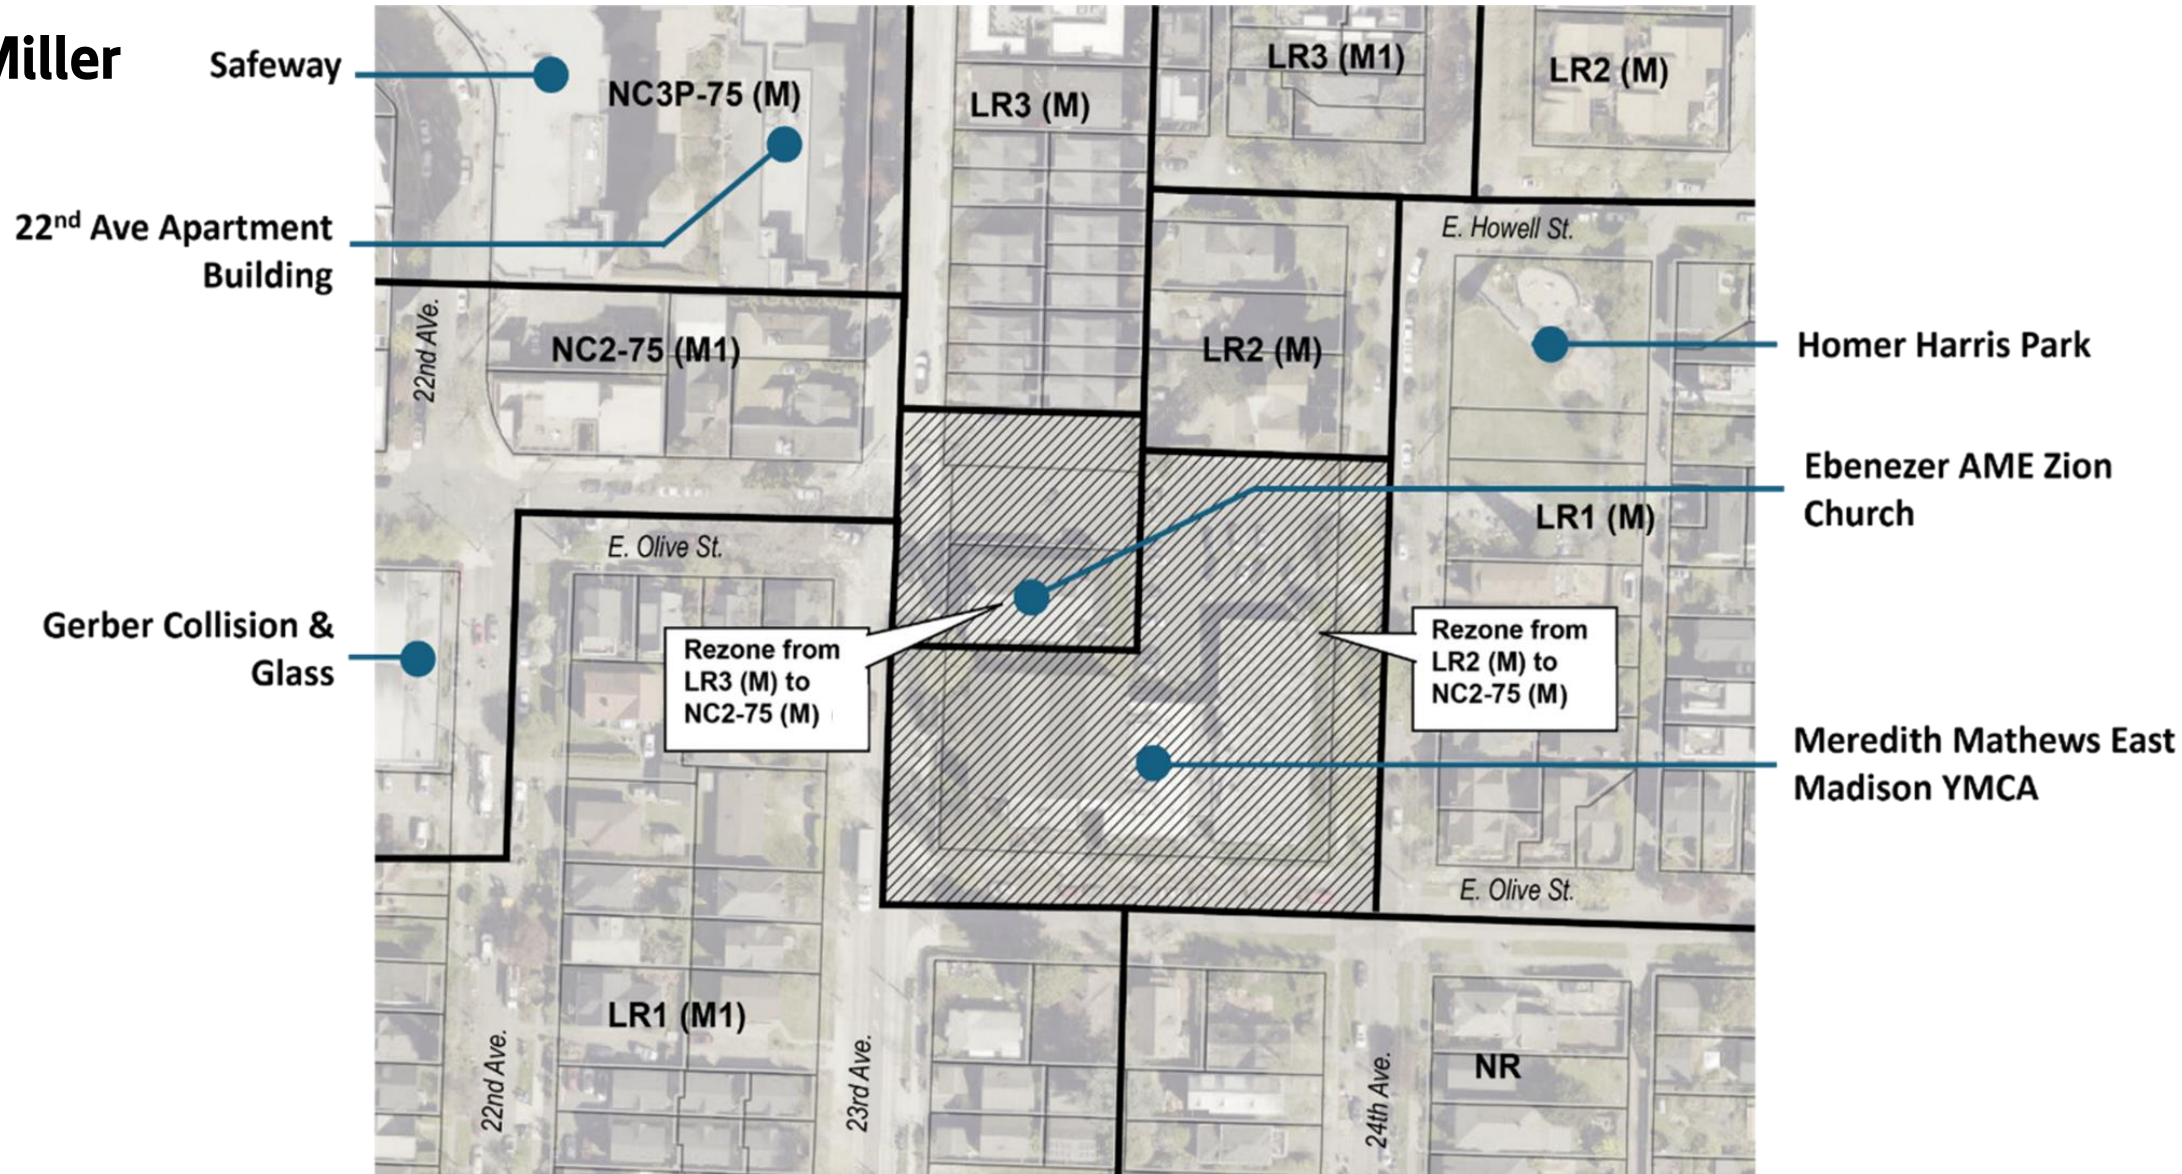 Miller
Safeway
NC3P-75 (M)
LR3 (M)
LR3 (M1)
LR2 (M)
22nd Ave Apartment
Building
E. Howell St.
22nd AVe.
NC2-75 (M1)
LR2 (M)
Homer Harris Park
Ebenezer AME Zion
Church
LR1 (M)
E. Olive St.
Gerber Collision &
Glass
Rezone from
LR3 (M) to
NC2-75 (M)
Rezone from
LR2 (M) to
NC2-75 (M)
Meredith Mathews East
Madison YMCA
E. Olive St.
LR1 (M1)
22nd Ave.
23rd Ave.
24th Ave.
NR